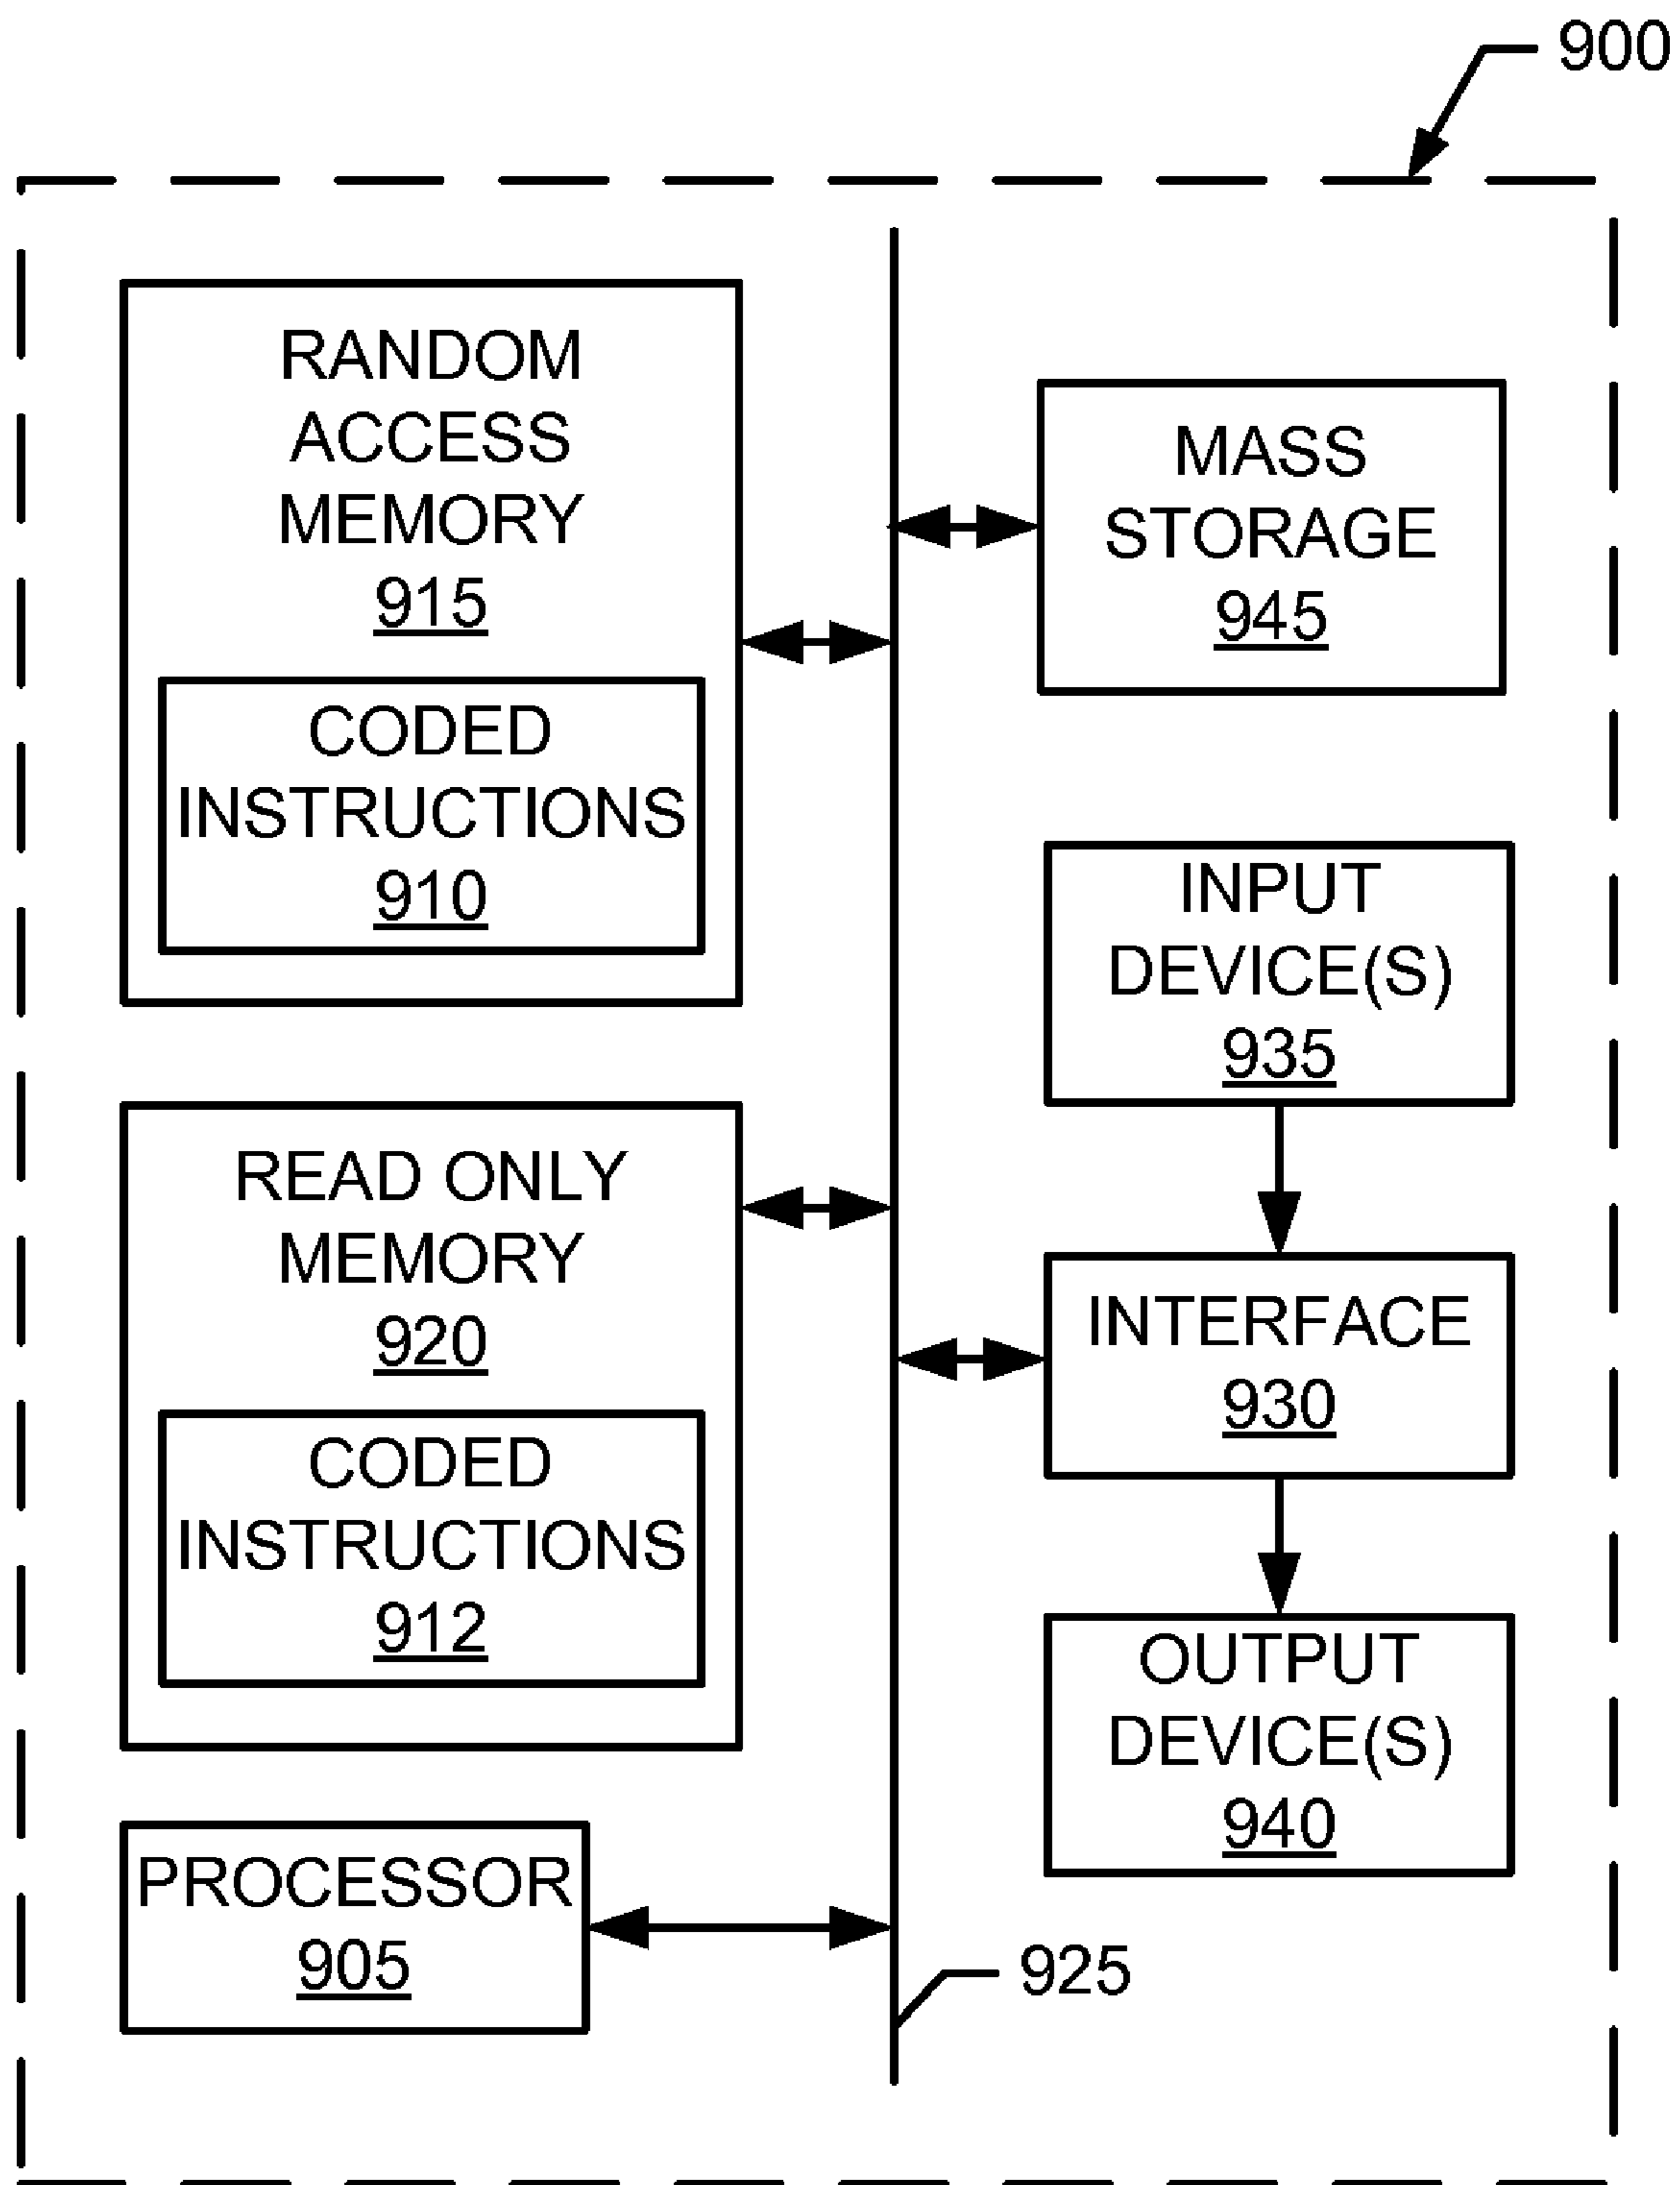 900
RANDOM
ACCESS
MEMORY
915
CODED
INSTRUCTIONS
910
READ ONLY
MEMORY
920
CODED
INSTRUCTIONS
912
PROCESSOR
905
MASS
STORAGE
945
INPUT
DEVICE(S)
935
INTERFACE
930
OUTPUT
DEVICE(S)
940
925